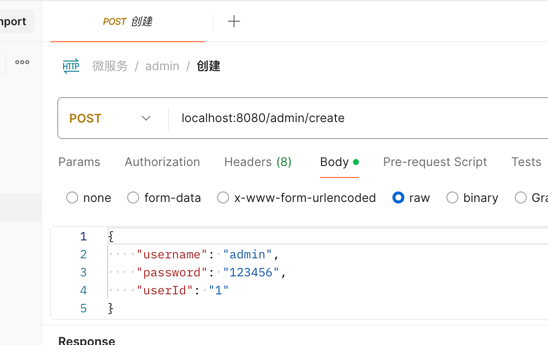 mport
POST 创建
HTTP 微服务 / admin / 创建
POST localhost:8080/admin/create
Params Authorization Headers (8) Body Pre-request Script Tests
none form-data x-www-form-urlencoded raw binary Gra
1 {
2 "username": "admin",
3 "password": "123456",
4 "userId": "1"
5 }
Response